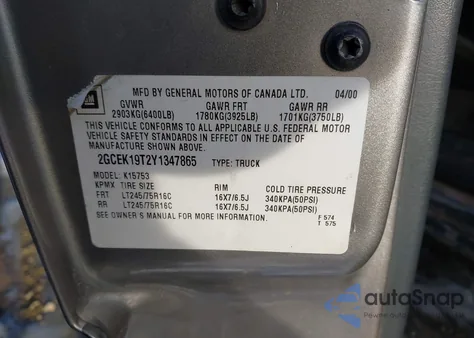 MFD BY GENERAL MOTORS OF CANADA LTD. 04/00
GM
GVWR GAWR FRT GAWR RR
2903KG(6400LB) 1780KG(3925LB) 1701KG(3750LB)
THIS VEHICLE CONFORMS TO ALL APPLICABLE U.S. FEDERAL MOTOR
VEHICLE SAFETY STANDARDS IN EFFECT ON THE DATE OF
MANUFACTURE SHOWN ABOVE.
2GCEK19T2Y1347865 TYPE: TRUCK
MODEL: K15753
KPMX TIRE SIZE RIM COLD TIRE PRESSURE
FRT LT245/75R16C 16X7/6.5J 340KPA(50PSI)
RR LT245/75R16C 16X7/6.5J 340KPA(50PSI)
SEE OWNER'S MANUAL FOR MORE INFORMATION. F 574
T 575
autoSnap